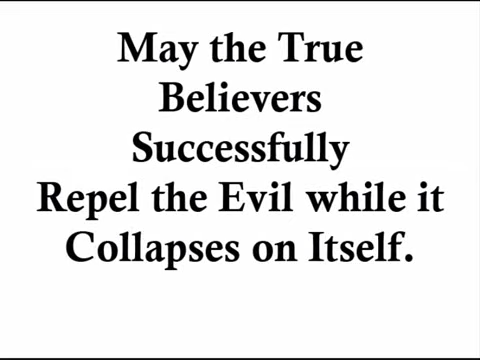 May the True
Believers
Successfully
Repel the Evil while it
Collapses on Itself.